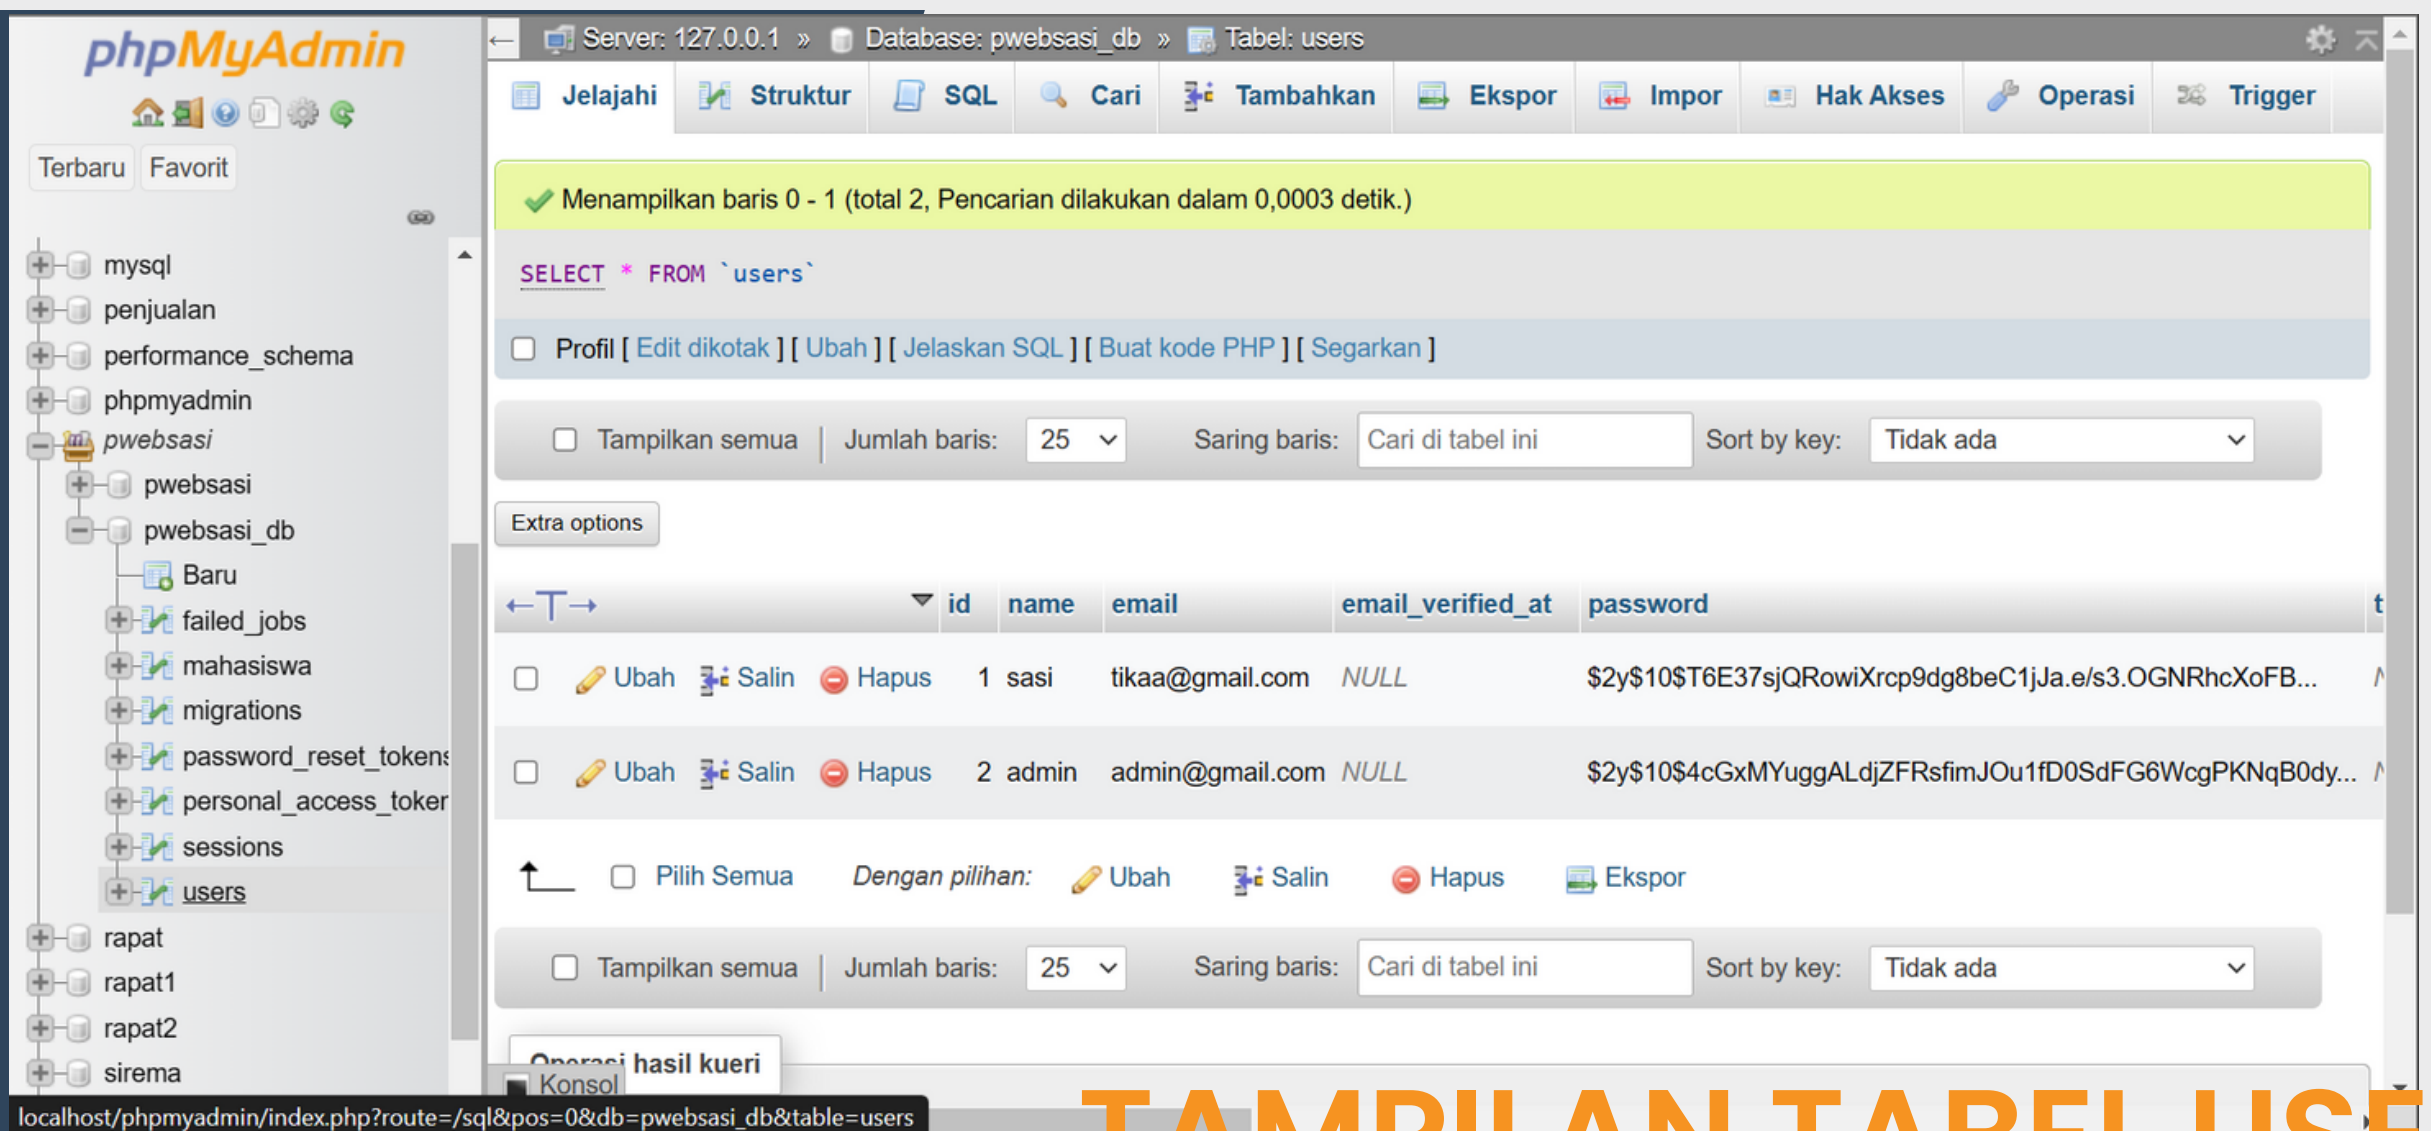 phpMyAdmin
Terbaru Favorit
mysql
penjualan
performance_schema
phpmyadmin
pwebsasi
pwebsasi
pwebsasi_db
Baru
failed_jobs
mahasiswa
migrations
password_reset_tokens
personal_access_token
sessions
users
rapat
rapat1
rapat2
sirema
localhost/phpmyadmin/index.php?route=/sql&pos=0&db=pwebsasi_db&table=users
Server: 127.0.0.1 » Database: pwebsasi_db » Tabel: users
Jelajahi Struktur SQL Cari Tambahkan Ekspor Impor Hak Akses Operasi Trigger
Menampilkan baris 0 - 1 (total 2, Pencarian dilakukan dalam 0,0003 detik.)
SELECT * FROM `users`
Profil [ Edit dikotak ] [ Ubah ] [ Jelaskan SQL ] [ Buat kode PHP ] [ Segarkan ]
Tampilkan semua | Jumlah baris: 25 Saring baris: Cari di tabel ini Sort by key: Tidak ada
Extra options
←T→ id name email email_verified_at password t
Ubah Salin Hapus 1 sasi tikaa@gmail.com NULL $2y$10$T6E37sjQRowiXrcp9dg8beC1jJa.e/s3.OGNRhcXoFB...
Ubah Salin Hapus 2 admin admin@gmail.com NULL $2y$10$4cGxMYuggALdjZFRsfimJOu1fD0SdFG6WcgPKNqB0dy...
Pilih Semua Dengan pilihan: Ubah Salin Hapus Ekspor
Tampilkan semua | Jumlah baris: 25 Saring baris: Cari di tabel ini Sort by key: Tidak ada
Operasi hasil kueri
Konsol
TAMPILAN TABEL USE